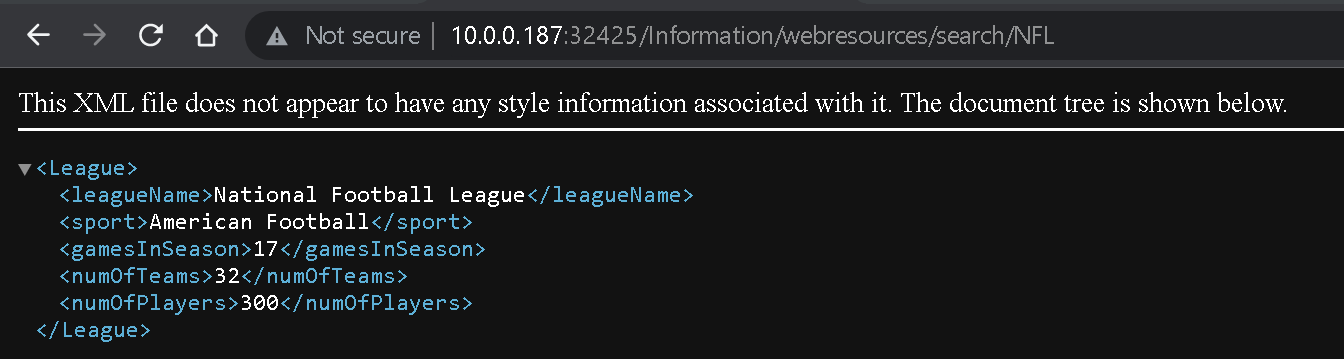 Not secure | 10.0.0.187:32425/Information/webresources/search/NFL
This XML file does not appear to have any style information associated with it. The document tree is shown below.
▼<League>
<leagueName>National Football League</leagueName>
<sport>American Football</sport>
<gamesInSeason>17</gamesInSeason>
<numOfTeams>32</numOfTeams>
<numOfPlayers>300</numOfPlayers>
</League>